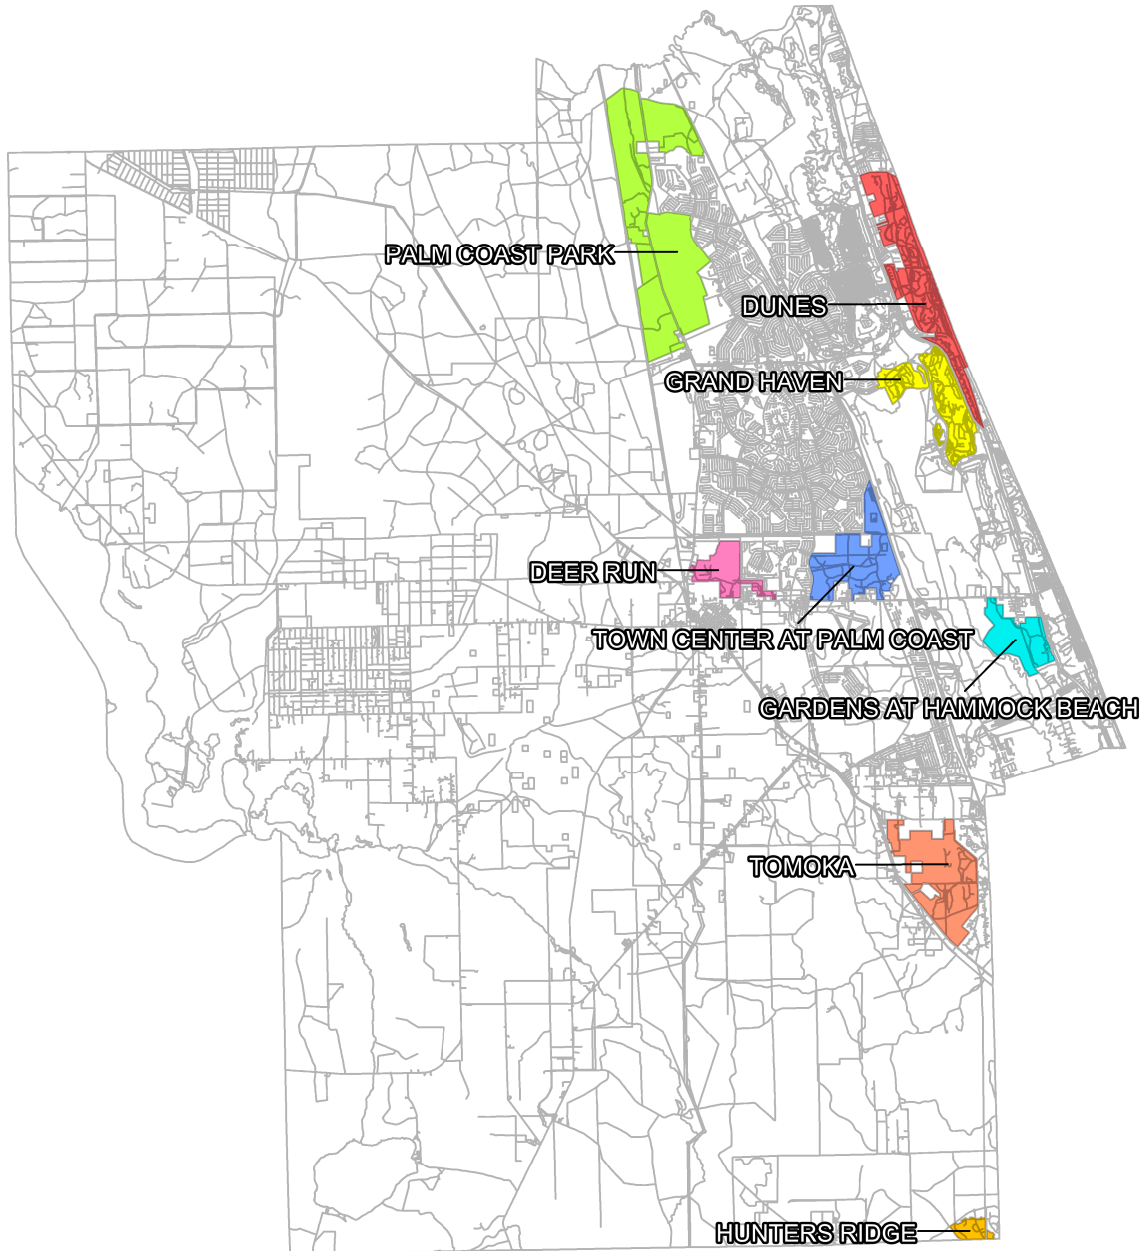 PALM COAST PARK
DUNES
GRAND HAVEN
DEER RUN
TOWN CENTER AT PALM COAST
GARDENS AT HAMMOCK BEACH
TOMOKA
HUNTERS RIDGE